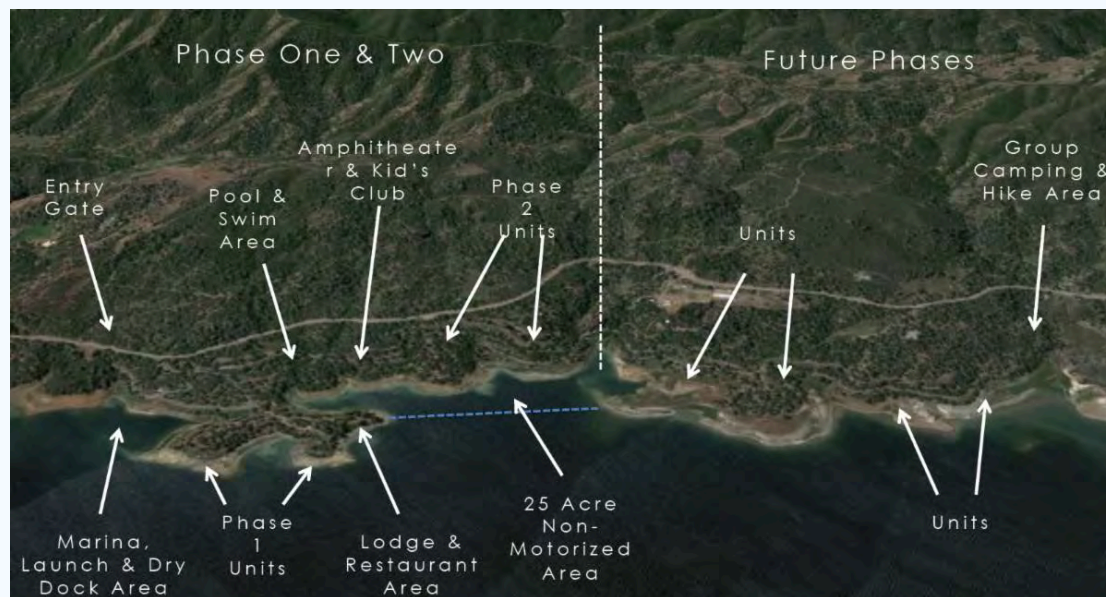 Phase One & Two
Future Phases
Entry
Gate
Pool &
Swim
Area
Amphitheate
r & Kid's
Club
Phase
2
Units
Units
Group
Camping &
Hike Area
Marina,
Launch & Dry
Dock Area
Phase
1
Units
Lodge &
Restaurant
Area
25 Acre
Non-
Motorized
Area
Units